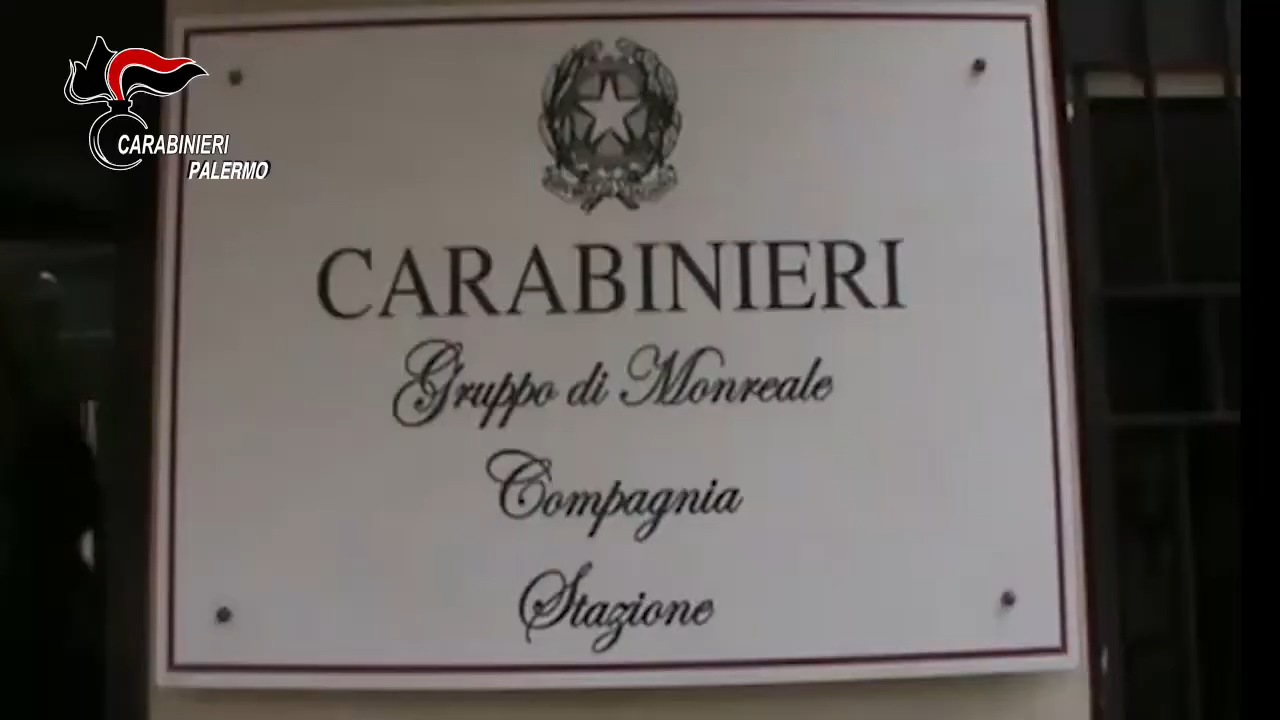 CARABINIERI
PALERMO
CARABINIERI
Gruppo di Monreale
Compagnia
Stazione